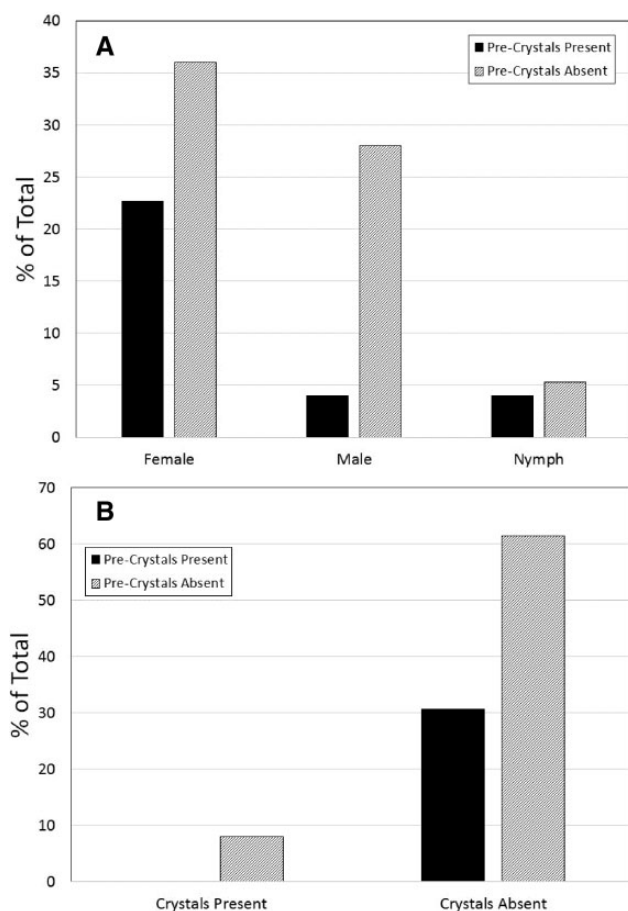 A
Pre-Crystals Present
Pre-Crystals Absent
% of Total
40
35
30
25
20
15
10
5
0
Female Male Nymph
B
Pre-Crystals Present
Pre-Crystals Absent
% of Total
70
60
50
40
30
20
10
0
Crystals Present Crystals Absent